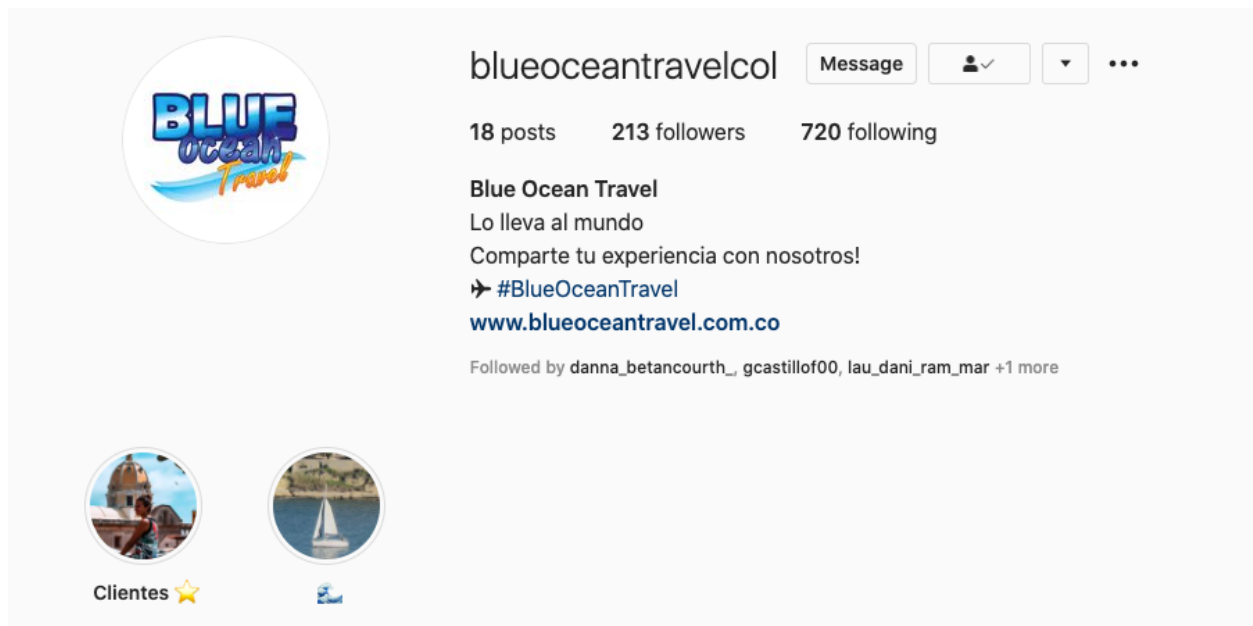 BLUE
ocean
Travel
blueoceantravelcol Message
18 posts 213 followers 720 following
Blue Ocean Travel
Lo lleva al mundo
Comparte tu experiencia con nosotros!
✈ #BlueOceanTravel
www.blueoceantravel.com.co
Followed by danna_betancourth_, gcastillof00, lau_dani_ram_mar +1 more
Clientes ⭐ 🌊